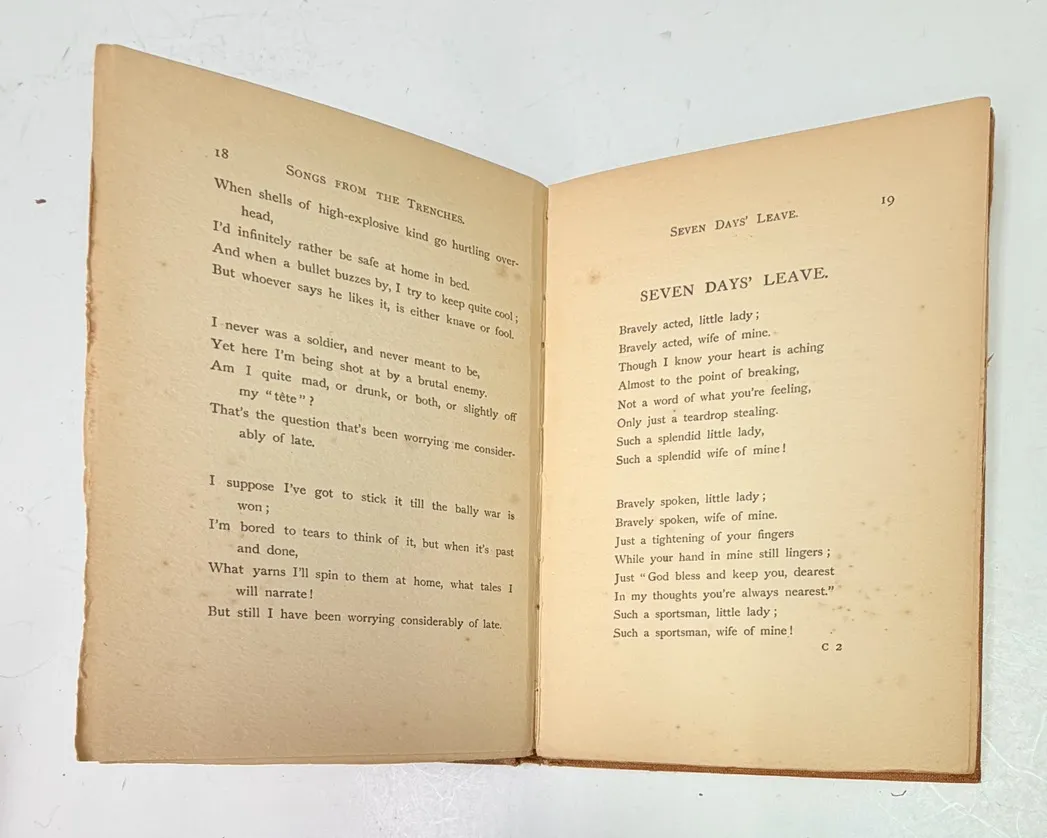 18
SONGS FROM THE TRENCHES.
When shells of high-explosive kind go hurtling over-
head,
I'd infinitely rather be safe at home in bed.
And when a bullet buzzes by, I try to keep quite cool;
But whoever says he likes it, is either knave or fool.
I never was a soldier, and never meant to be,
Yet here I'm being shot at by a brutal enemy.
Am I quite mad, or drunk, or both, or slightly off
my "tête"?
That's the question that's been worrying me consider-
ably of late.
I suppose I've got to stick it till the bally war is
won;
I'm bored to tears to think of it, but when it's past
and done,
What yarns I'll spin to them at home, what tales I
will narrate!
But still I have been worrying considerably of late.
SEVEN DAYS' LEAVE.
19
SEVEN DAYS' LEAVE.
Bravely acted, little lady;
Bravely acted, wife of mine.
Though I know your heart is aching
Almost to the point of breaking,
Not a word of what you're feeling,
Only just a teardrop stealing.
Such a splendid little lady,
Such a splendid wife of mine!
Bravely spoken, little lady;
Bravely spoken, wife of mine.
Just a tightening of your fingers
While your hand in mine still lingers;
Just "God bless and keep you, dearest
In my thoughts you're always nearest."
Such a sportsman, little lady;
Such a sportsman, wife of mine!
C 2